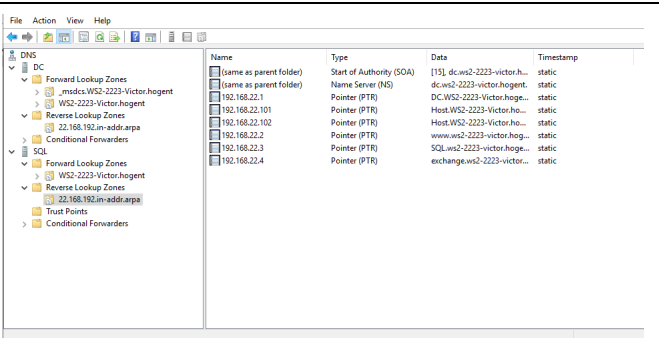 File Action View Help
DNS
DC
Forward Lookup Zones
_msdcs.WS2-2223-Victor.hogent
WS2-2223-Victor.hogent
Reverse Lookup Zones
22.168.192.in-addr.arpa
Conditional Forwarders
SQL
Forward Lookup Zones
WS2-2223-Victor.hogent
Reverse Lookup Zones
22.168.192.in-addr.arpa
Trust Points
Conditional Forwarders
Name Type Data Timestamp
(same as parent folder) Start of Authority (SOA) [15], dc.ws2-2223-victor.h... static
(same as parent folder) Name Server (NS) dc.ws2-2223-victor.hogent. static
192.168.22.1 Pointer (PTR) DC.WS2-2223-Victor.hoge... static
192.168.22.101 Pointer (PTR) Host.WS2-2223-Victor.ho... static
192.168.22.102 Pointer (PTR) Host.WS2-2223-Victor.ho... static
192.168.22.2 Pointer (PTR) www.ws2-2223-victor.hog... static
192.168.22.3 Pointer (PTR) SQL.ws2-2223-victor.hoge... static
192.168.22.4 Pointer (PTR) exchange.ws2-2223-victor... static